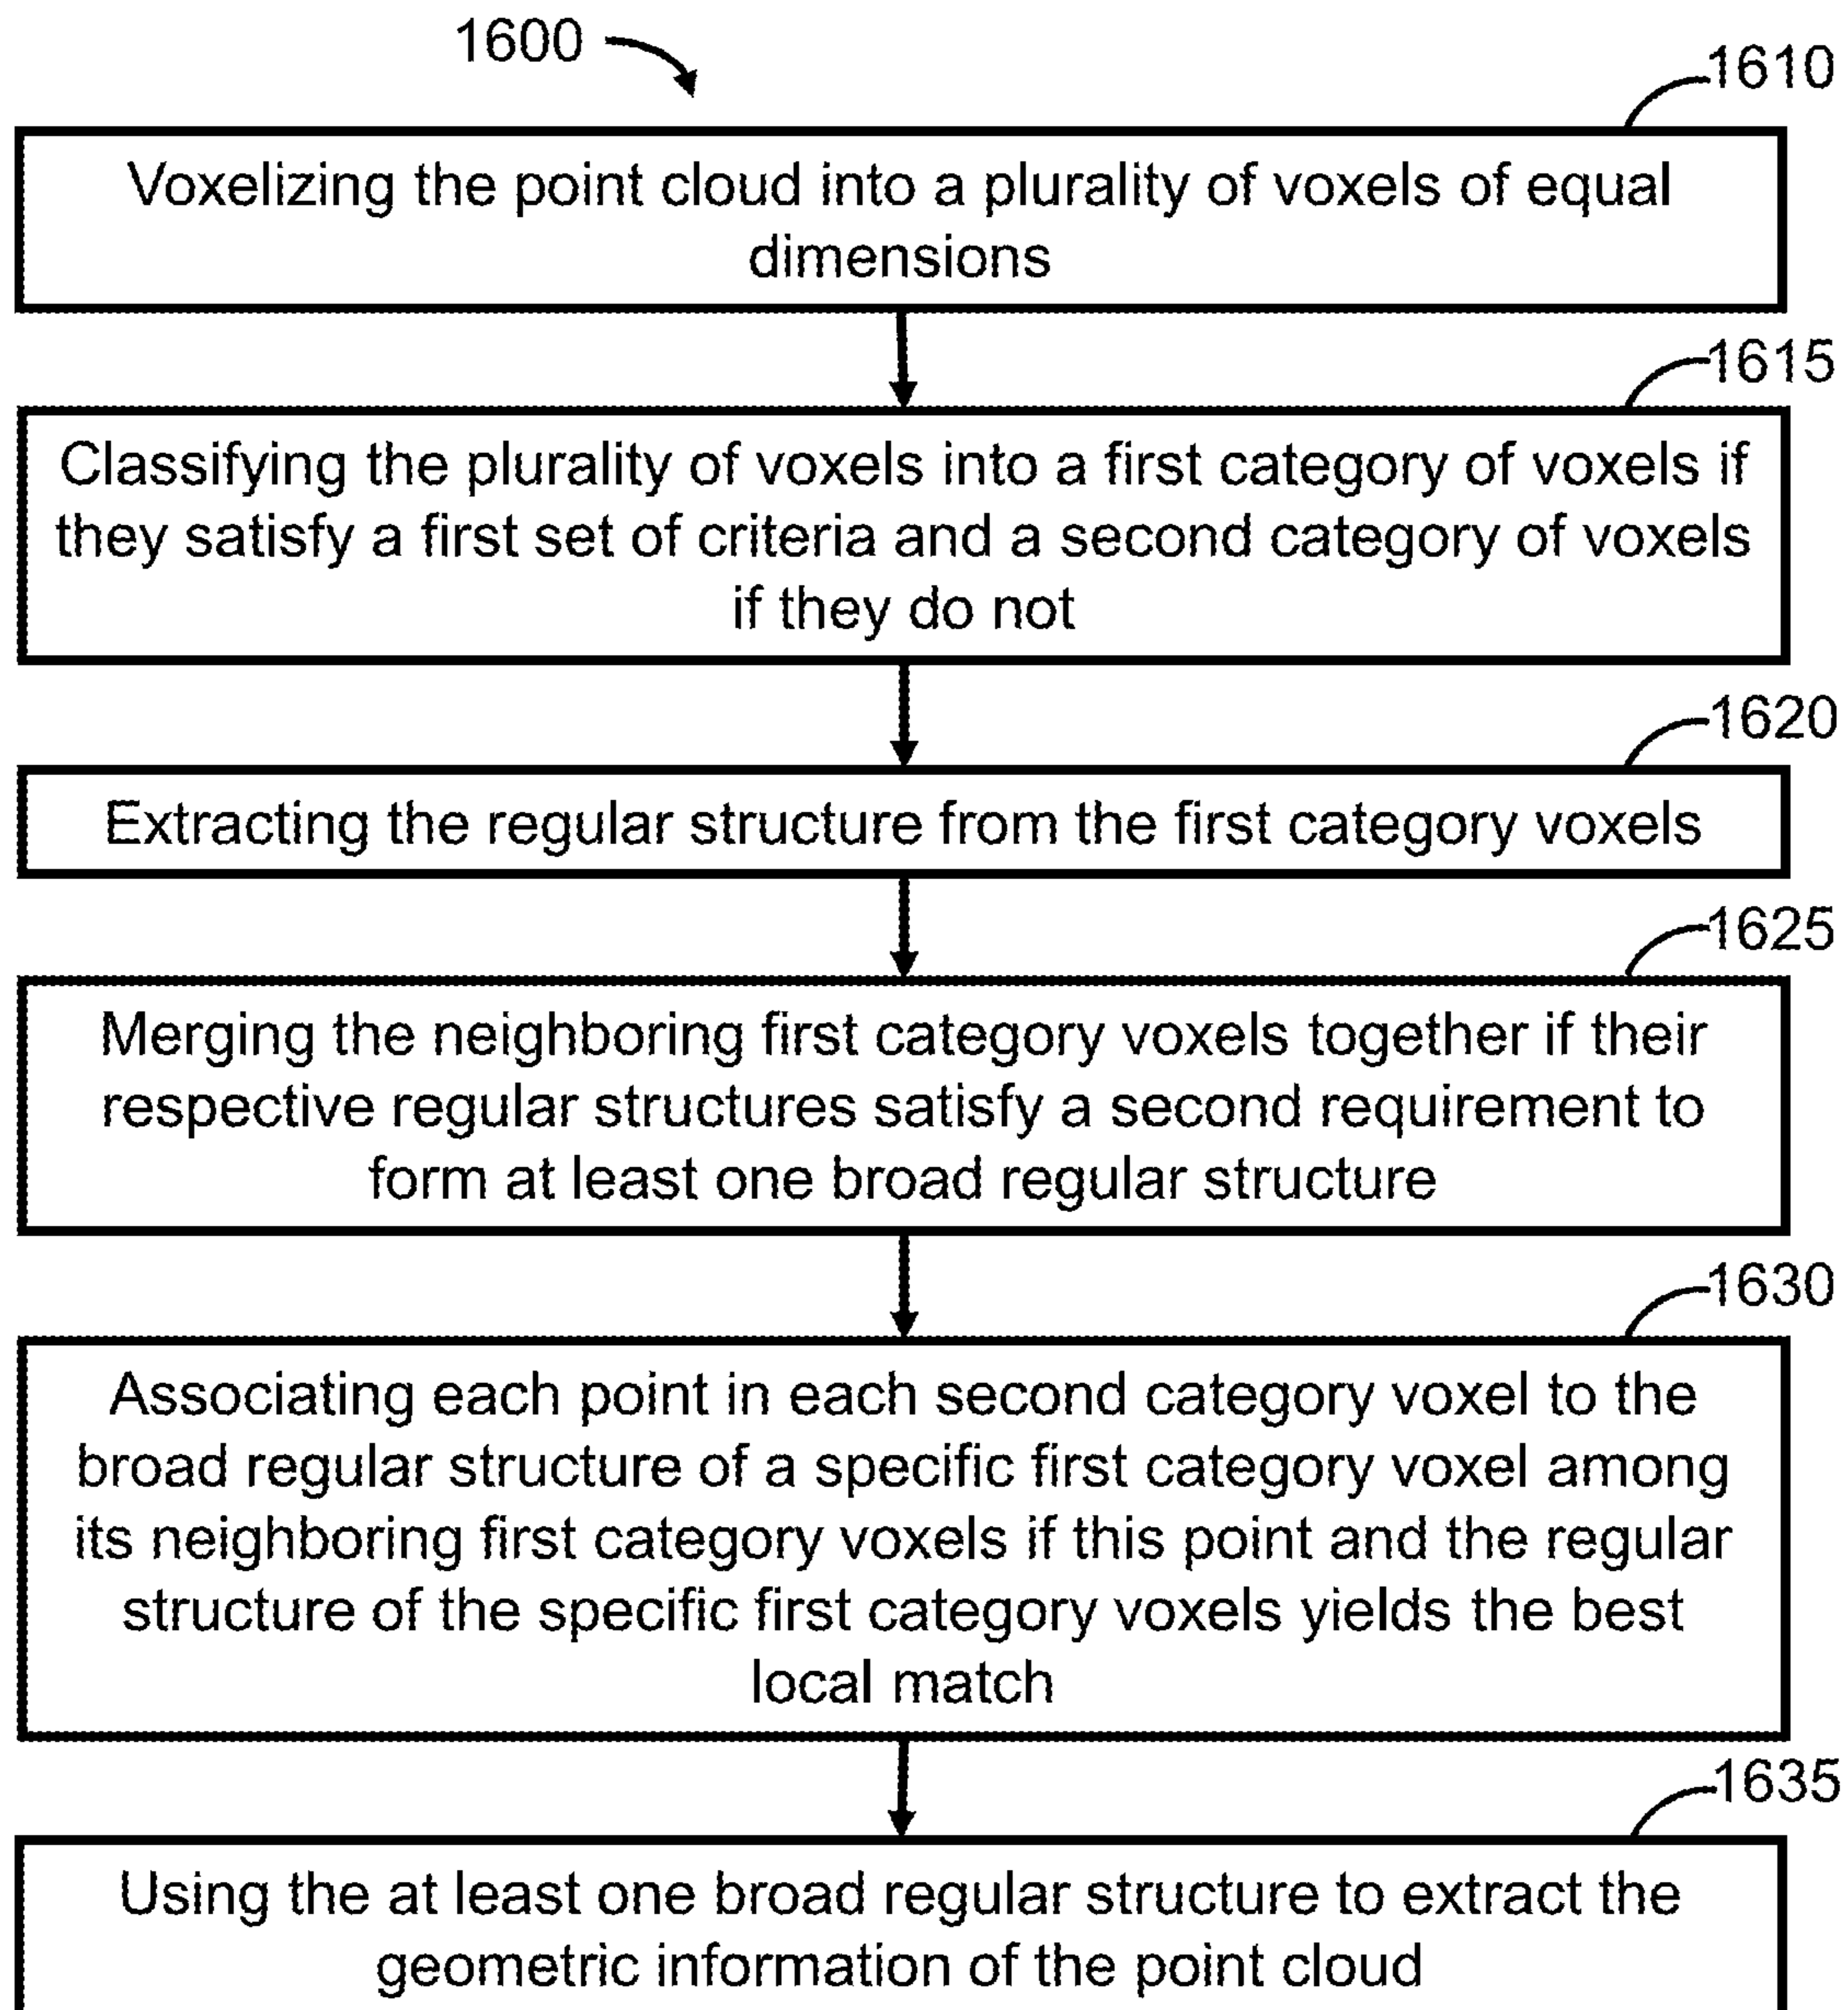 1600
1610
Voxelizing the point cloud into a plurality of voxels of equal
dimensions
1615
Classifying the plurality of voxels into a first category of voxels if
they satisfy a first set of criteria and a second category of voxels
if they do not
1620
Extracting the regular structure from the first category voxels
1625
Merging the neighboring first category voxels together if their
respective regular structures satisfy a second requirement to
form at least one broad regular structure
1630
Associating each point in each second category voxel to the
broad regular structure of a specific first category voxel among
its neighboring first category voxels if this point and the regular
structure of the specific first category voxels yields the best
local match
1635
Using the at least one broad regular structure to extract the
geometric information of the point cloud